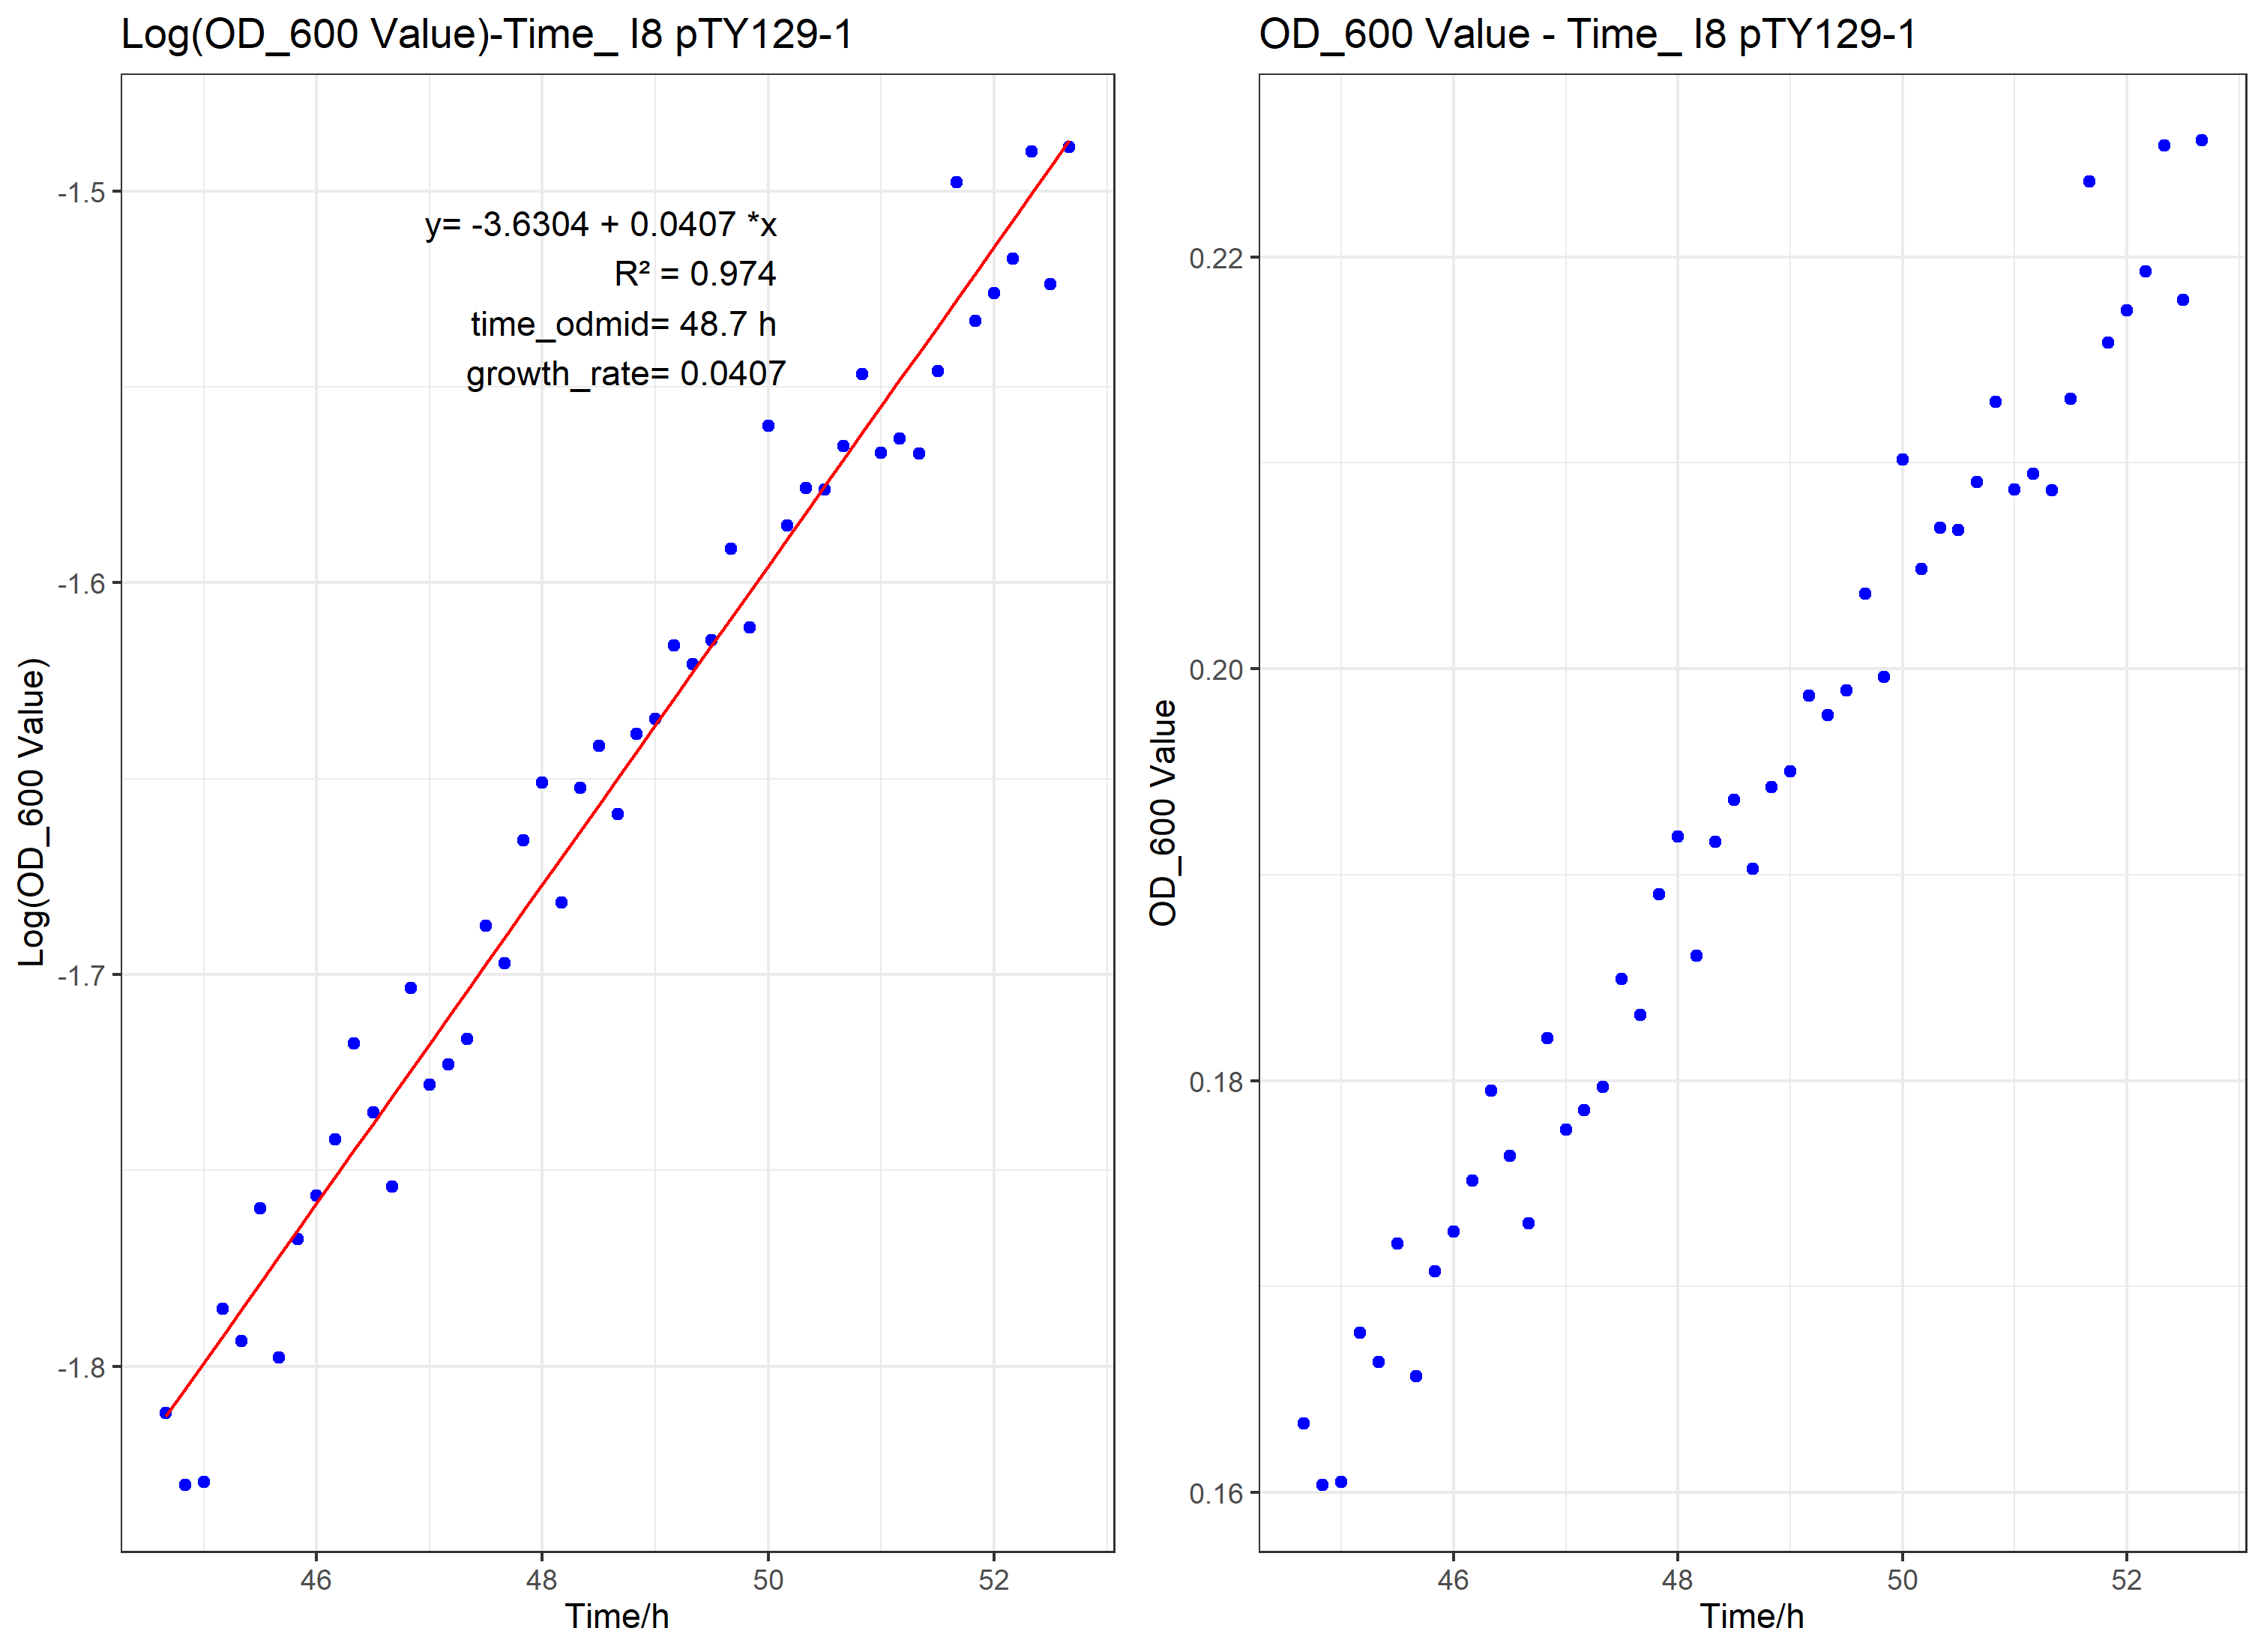 Log(OD_600 Value)-Time_ I8 pTY129-1
y= -3.6304 + 0.0407 *x
R² = 0.974
time_odmid= 48.7 h
growth_rate= 0.0407
-1.5
-1.6
-1.7
-1.8
Log(OD_600 Value)
46 48 50 52
Time/h
OD_600 Value - Time_ I8 pTY129-1
0.22
0.20
0.18
0.16
OD_600 Value
46 48 50 52
Time/h